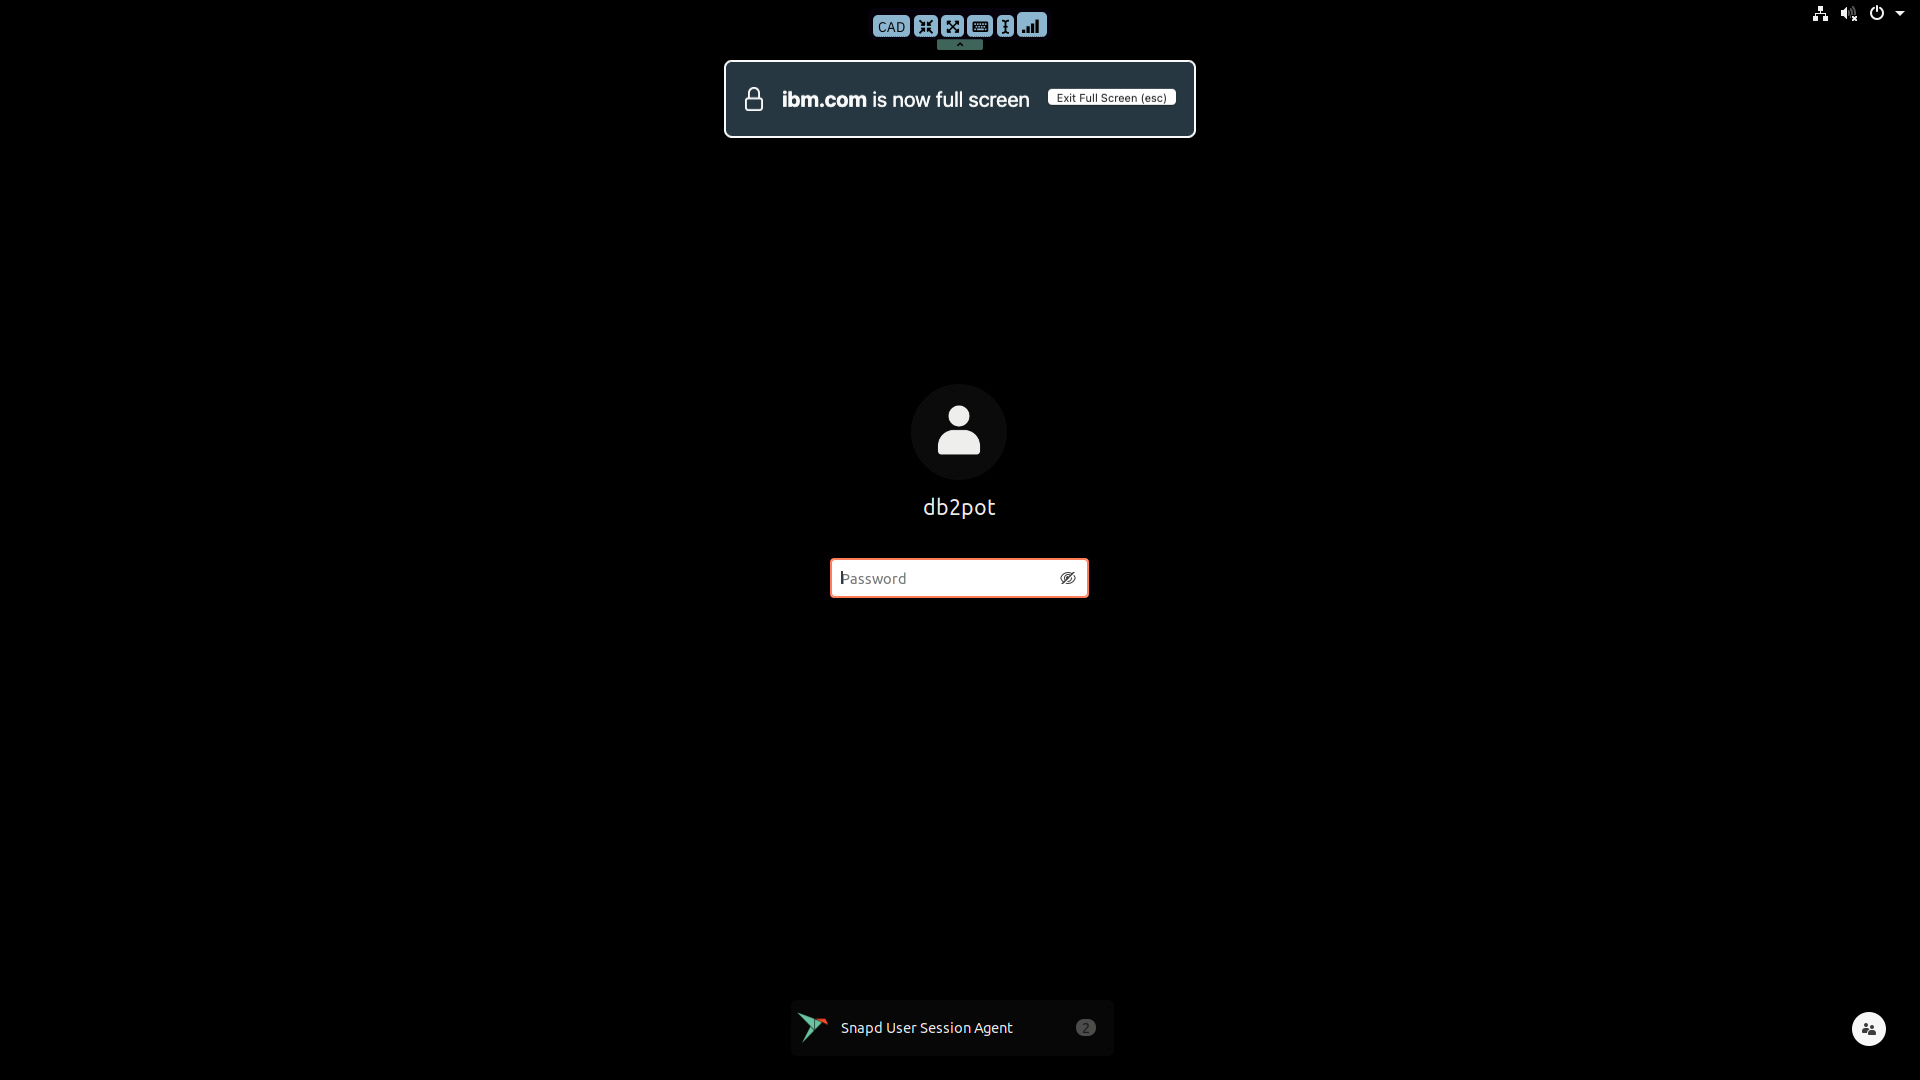 CAD
ibm.com is now full screen
Exit Full Screen (esc)
db2pot
Password
Snapd User Session Agent
2